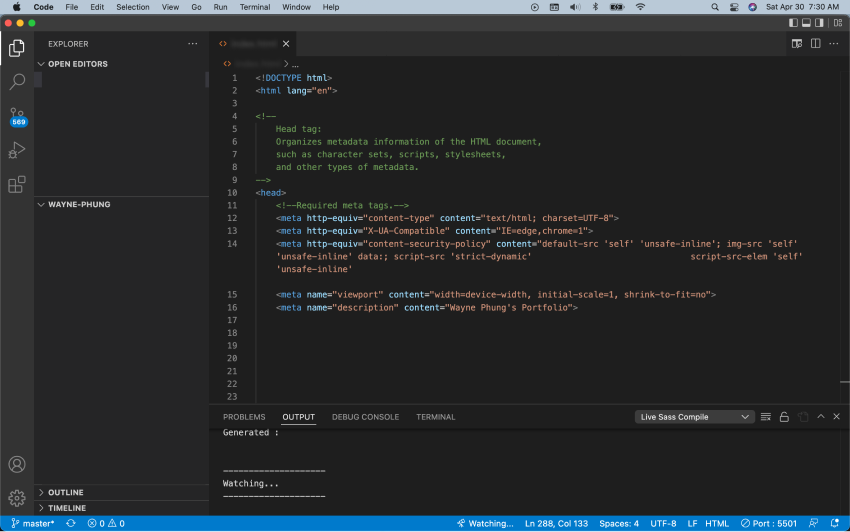 Code File Edit Selection View Go Run Terminal Window Help Sat Apr 30 7:30 AM
EXPLORER ...
OPEN EDITORS
569
WAYNE-PHUNG
OUTLINE
TIMELINE
> ...
1 <!DOCTYPE html>
2 <html lang="en">
3
4 <!--
5 Head tag:
6 Organizes metadata information of the HTML document,
7 such as character sets, scripts, stylesheets,
8 and other types of metadata.
9 -->
10 <head>
11 <!--Required meta tags.-->
12 <meta http-equiv="content-type" content="text/html; charset=UTF-8">
13 <meta http-equiv="X-UA-Compatible" content="IE=edge,chrome=1">
14 <meta http-equiv="content-security-policy" content="default-src 'self' 'unsafe-inline'; img-src 'self'
'unsafe-inline' data:; script-src 'strict-dynamic' script-src-elem 'self'
'unsafe-inline'
15 <meta name="viewport" content="width=device-width, initial-scale=1, shrink-to-fit=no">
16 <meta name="description" content="Wayne Phung's Portfolio">
17
18
19
20
21
22
23
PROBLEMS OUTPUT DEBUG CONSOLE TERMINAL Live Sass Compile
Generated :
--------------------
Watching...
--------------------
master* 0 0 Watching... Ln 288, Col 133 Spaces: 4 UTF-8 LF HTML Port : 5501